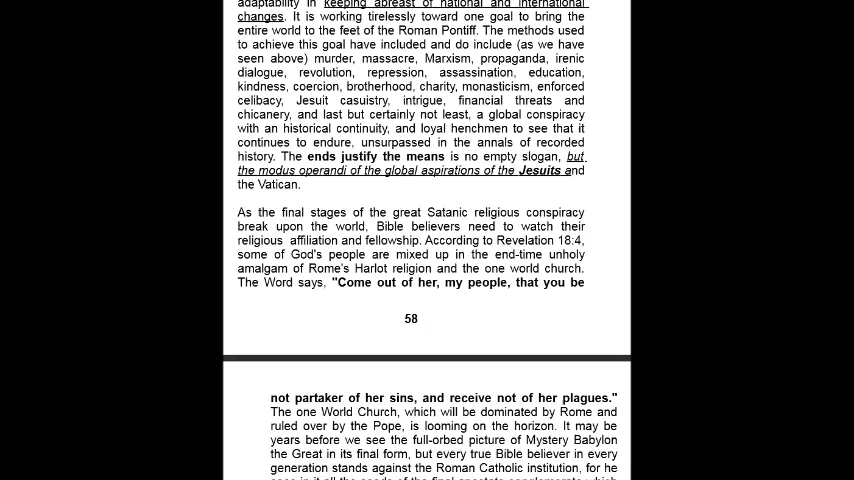 adaptability in keeping abreast of national and international
changes. It is working tirelessly toward one goal to bring the
entire world to the feet of the Roman Pontiff. The methods used
to achieve this goal have included and do include (as we have
seen above) murder, massacre, Marxism, propaganda, irenic
dialogue, revolution, repression, assassination, education,
kindness, coercion, brotherhood, charity, monasticism, enforced
celibacy, Jesuit casuistry, intrigue, financial threats and
chicanery, and last but certainly not least, a global conspiracy
with an historical continuity, and loyal henchmen to see that it
continues to endure, unsurpassed in the annals of recorded
history. The ends justify the means is no empty slogan, but
the modus operandi of the global aspirations of the Jesuits and
the Vatican.
As the final stages of the great Satanic religious conspiracy
break upon the world, Bible believers need to watch their
religious affiliation and fellowship. According to Revelation 18:4,
some of God's people are mixed up in the end-time unholy
amalgam of Rome's Harlot religion and the one world church.
The Word says, "Come out of her, my people, that you be
58
not partaker of her sins, and receive not of her plagues."
The one World Church, which will be dominated by Rome and
ruled over by the Pope, is looming on the horizon. It may be
years before we see the full-orbed picture of Mystery Babylon
the Great in its final form, but every true Bible believer in every
generation stands against the Roman Catholic institution, for he
sees in it all the seeds of the final apostate conglomerate which